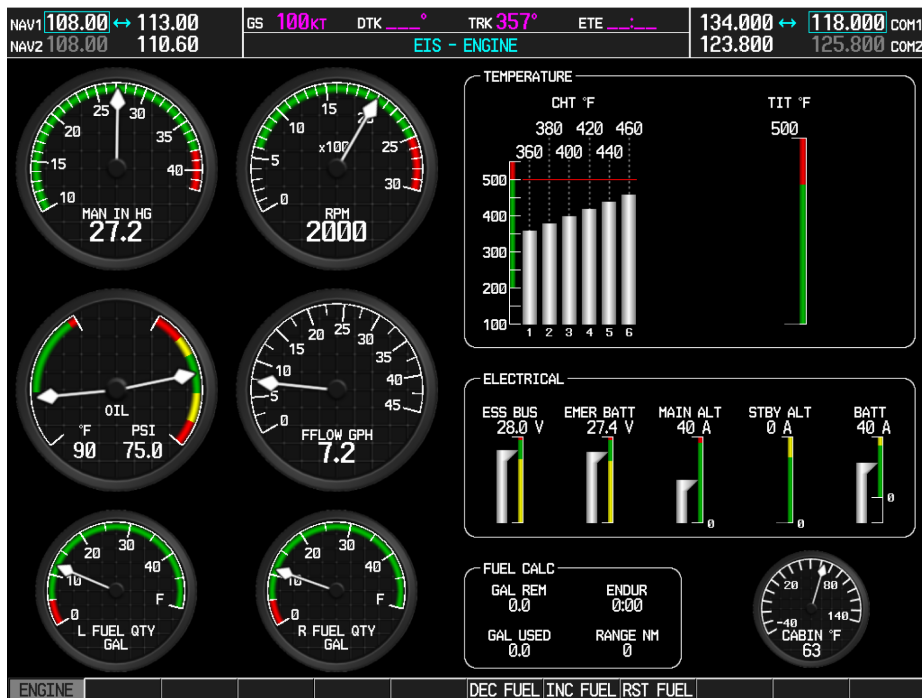 NAV1 108.00 ↔ 113.00
NAV2 108.00 110.60
GS 100KT DTK ___° TRK 357° ETE __:__
EIS - ENGINE
134.000 ↔ 118.000 COM1
123.800 125.800 COM2
10 15 20 25 30 35 40
MAN IN HG
27.2
0 5 15 25 30
x100
RPM
2000
OIL
°F PSI
90 75.0
0 5 10 15 20 25 30 35 40 45
FFLOW GPH
7.2
0 10 20 30 40 F
L FUEL QTY
GAL
0 10 20 30 40 F
R FUEL QTY
GAL
TEMPERATURE
CHT °F
380 420 460
360 400 440
500
400
300
200
100
1 2 3 4 5 6
TIT °F
500
ELECTRICAL
ESS BUS EMER BATT MAIN ALT STBY ALT BATT
28.0 V 27.4 V 40 A 0 A 40 A
0 0 0
FUEL CALC
GAL REM ENDUR
0.0 0:00
GAL USED RANGE NM
0.0 0
-40 20 80 140
CABIN °F
63
ENGINE DEC FUEL INC FUEL RST FUEL